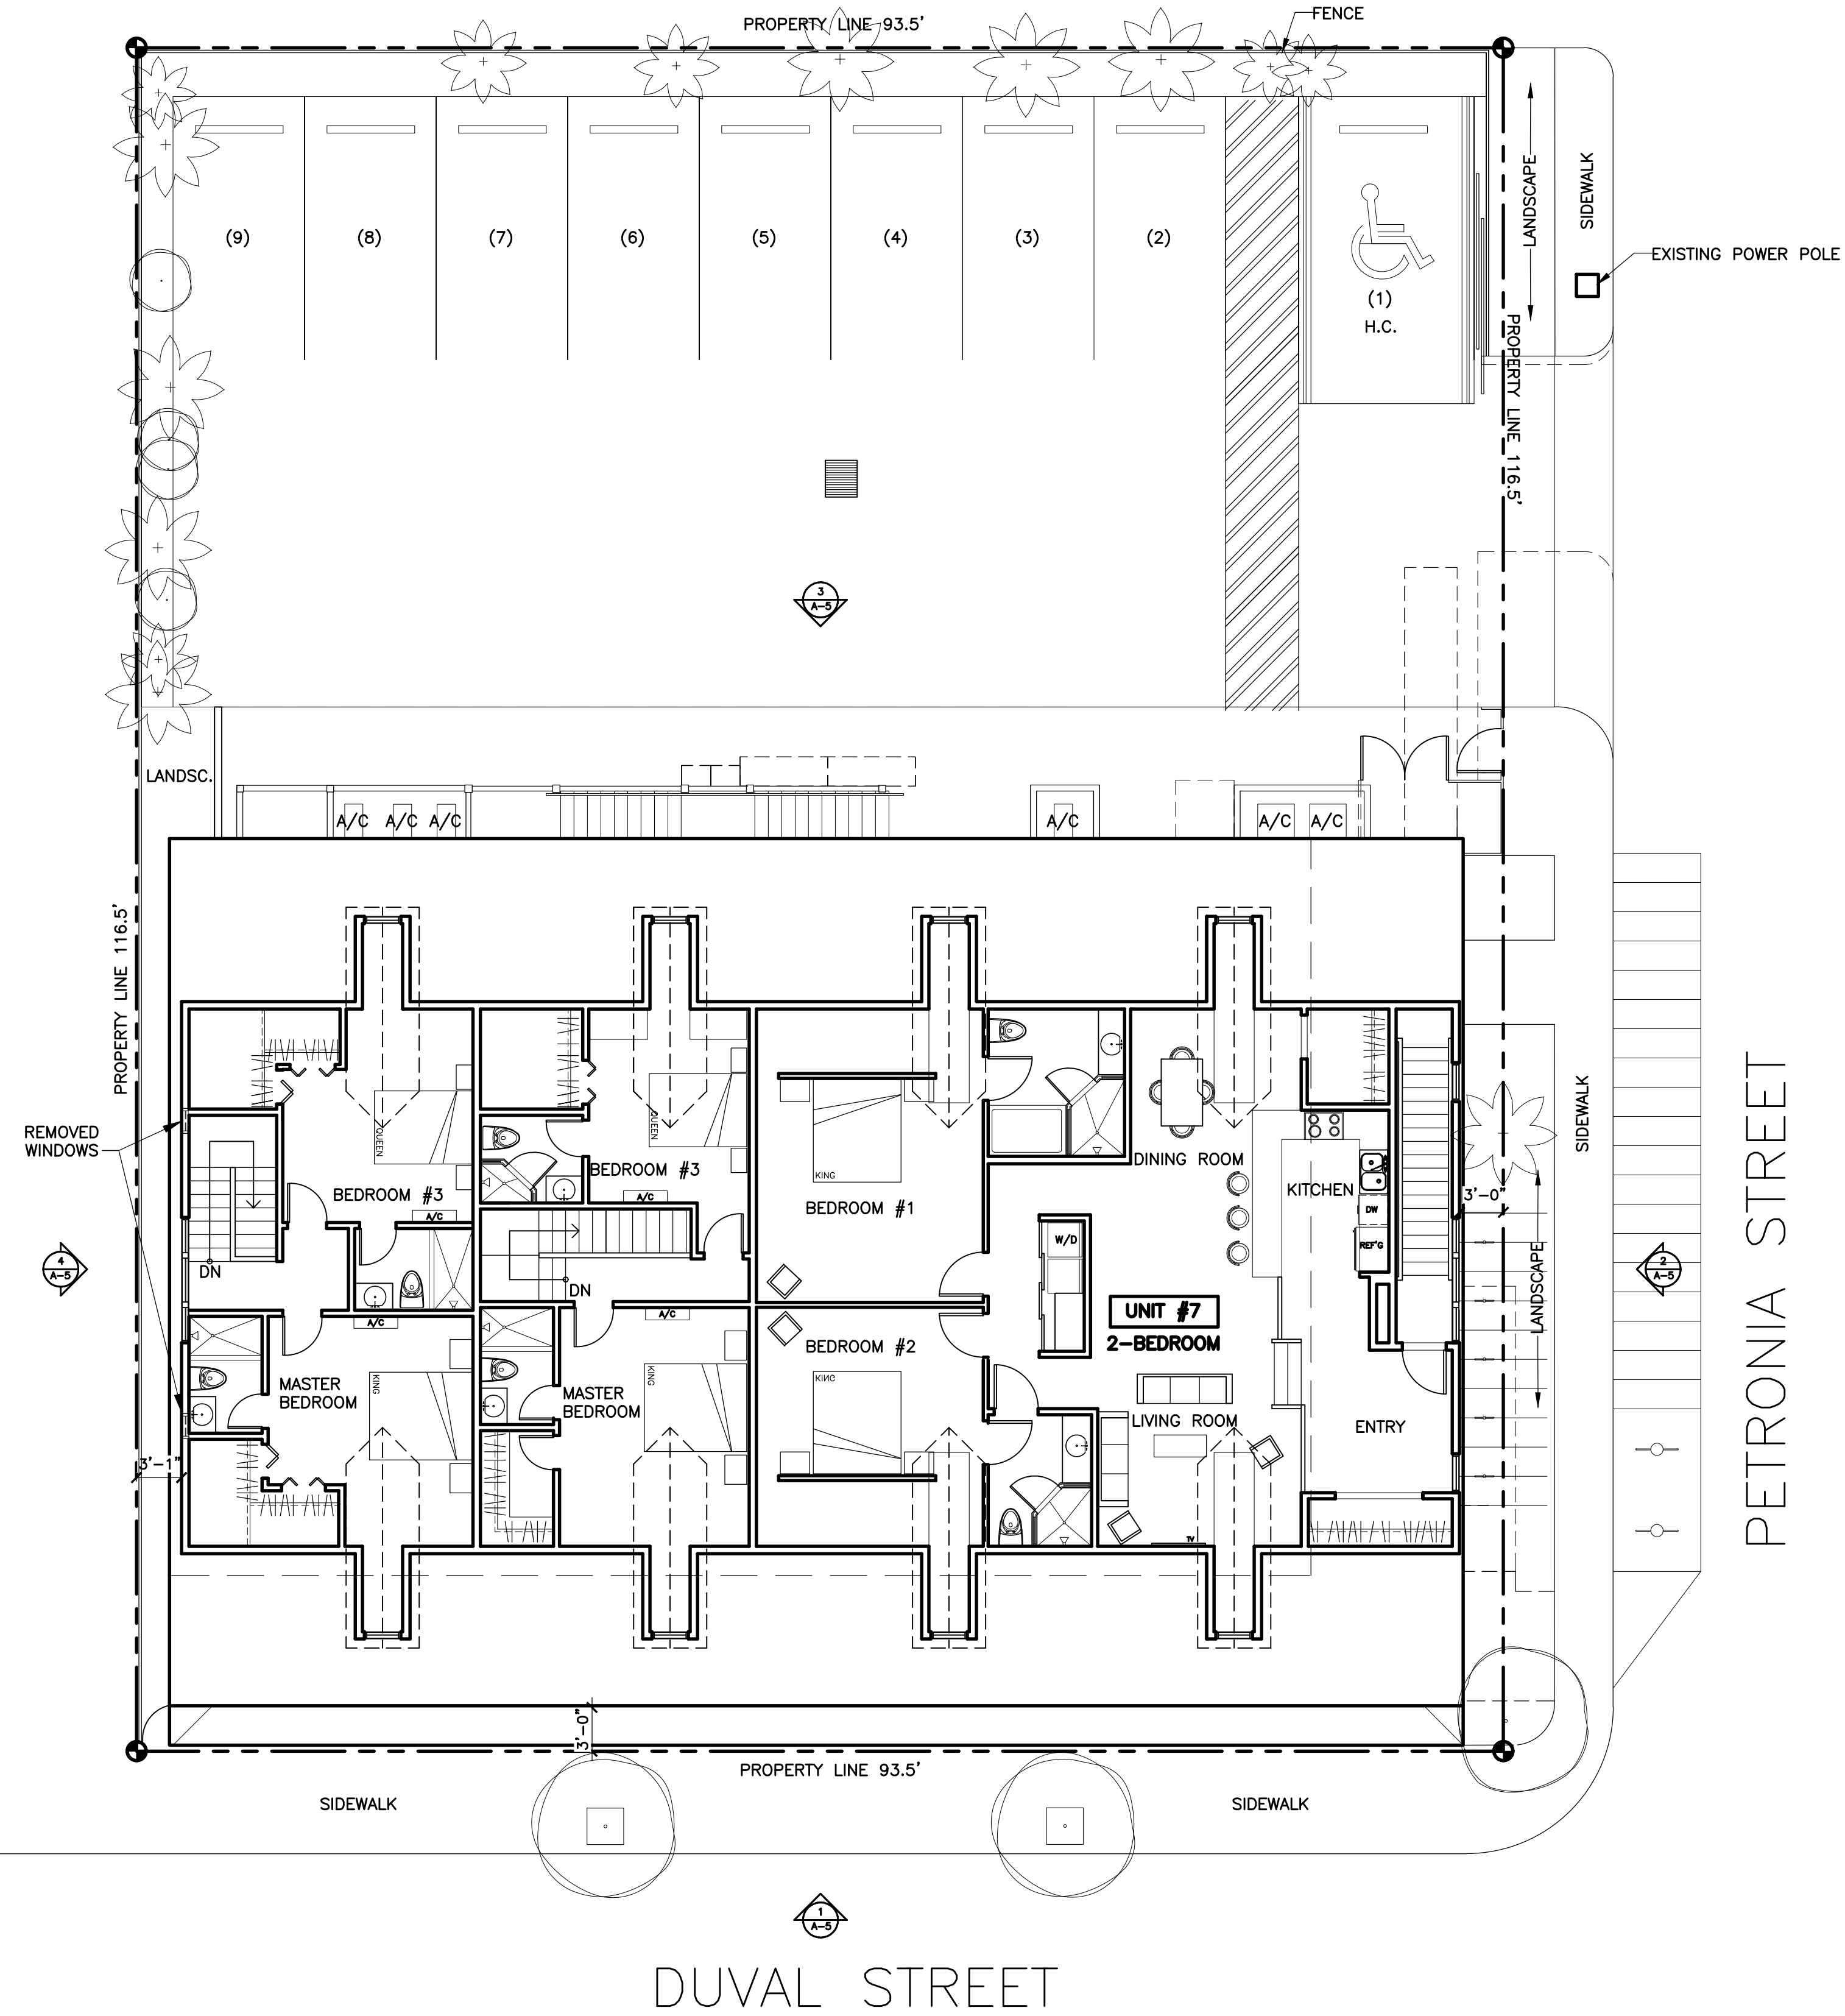 PROPERTY LINE 93.5'
FENCE
(9)
(8)
(7)
(6)
(5)
(4)
(3)
(2)
(1)
H.C.
LANDSCAPE
SIDEWALK
EXISTING POWER POLE
PROPERTY LINE 116.5'
3
A-5
LANDSC.
A/C
A/C
A/C
A/C
A/C
A/C
PROPERTY LINE 116.5'
REMOVED
WINDOWS
QUEEN
BEDROOM #3
A/C
QUEEN
BEDROOM #3
A/C
KING
BEDROOM #1
DINING ROOM
KITCHEN
DW
REF'G
W/D
3'-0"
SIDEWALK
LANDSCAPE
4
A-5
2
A-5
DN
DN
A/C
A/C
UNIT #7
2-BEDROOM
BEDROOM #2
KING
KING
KING
MASTER
BEDROOM
MASTER
BEDROOM
LIVING ROOM
ENTRY
TV
3'-1"
3'-0"
PROPERTY LINE 93.5'
SIDEWALK
SIDEWALK
1
A-5
DUVAL STREET
PETRONIA STREET